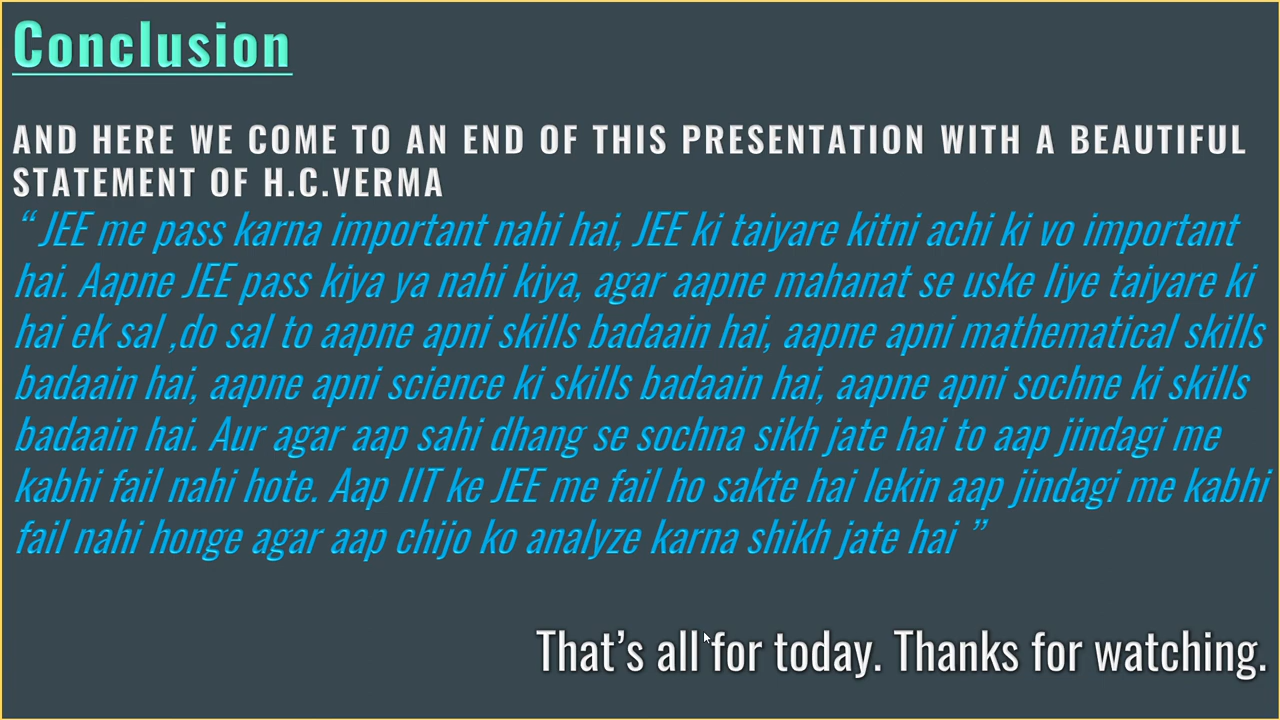 Conclusion
AND HERE WE COME TO AN END OF THIS PRESENTATION WITH A BEAUTIFUL
STATEMENT OF H.C.VERMA
“ JEE me pass karna important nahi hai, JEE ki taiyare kitni achi ki vo important
hai. Aapne JEE pass kiya ya nahi kiya, agar aapne mahanat se uske liye taiyare ki
hai ek sal ,do sal to aapne apni skills badaain hai, aapne apni mathematical skills
badaain hai, aapne apni science ki skills badaain hai, aapne apni sochne ki skills
badaain hai. Aur agar aap sahi dhang se sochna sikh jate hai to aap jindagi me
kabhi fail nahi hote. Aap IIT ke JEE me fail ho sakte hai lekin aap jindagi me kabhi
fail nahi honge agar aap chijo ko analyze karna shikh jate hai ”
That’s all for today. Thanks for watching.